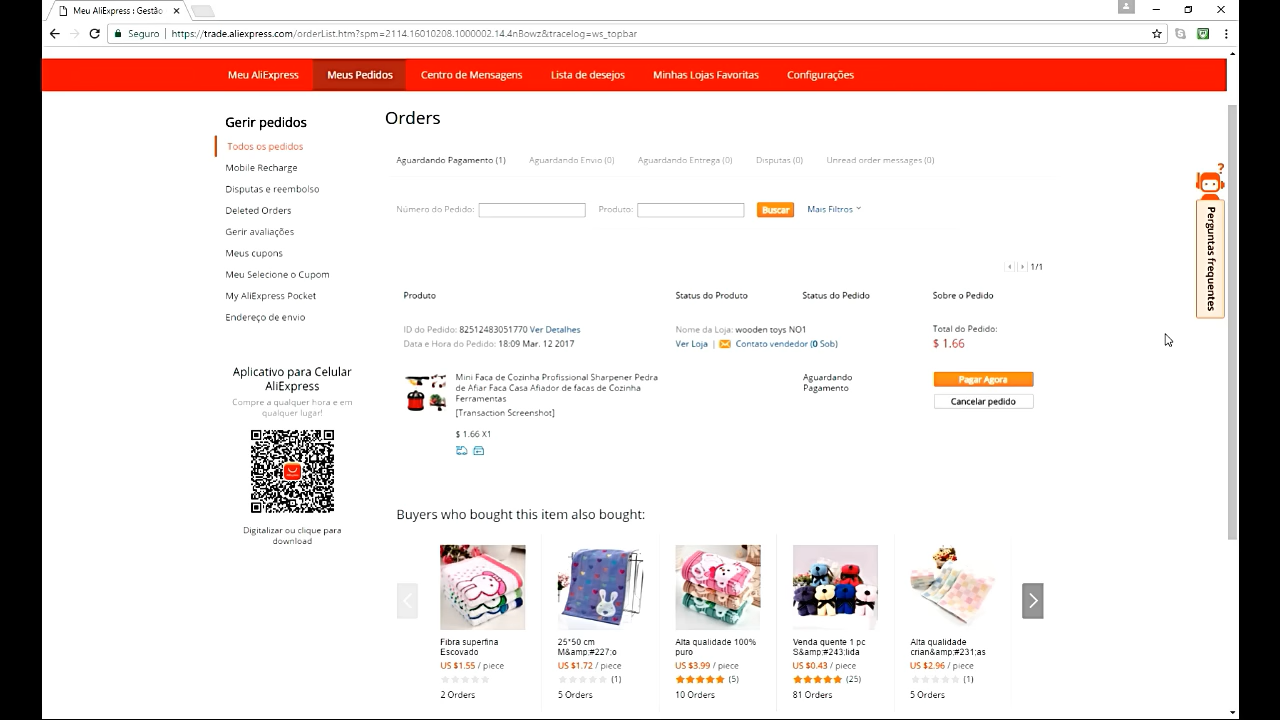 Meu AliExpress : Gestão
Seguro | https://trade.aliexpress.com/orderList.htm?spm=2114.16010208.1000002.14.4nBowz&tracelog=ws_topbar
Meu AliExpress Meus Pedidos Centro de Mensagens Lista de desejos Minhas Lojas Favoritas Configurações
Gerir pedidos
Todos os pedidos
Mobile Recharge
Disputas e reembolso
Deleted Orders
Gerir avaliações
Meus cupons
Meu Selecione o Cupom
My AliExpress Pocket
Endereço de envio
Aplicativo para Celular
AliExpress
Compre a qualquer hora e em
qualquer lugar!
Digitalizar ou clique para
download
Orders
Aguardando Pagamento (1) Aguardando Envio (0) Aguardando Entrega (0) Disputas (0) Unread order messages (0)
Número do Pedido: Produto: Buscar Mais Filtros
1/1
Produto Status do Produto Status do Pedido Sobre o Pedido
ID do Pedido: 82512483051770 Ver Detalhes
Data e Hora do Pedido: 18:09 Mar. 12 2017
Nome da Loja: wooden toys NO1
Ver Loja | Contato vendedor (0 Sob)
Total do Pedido:
$ 1.66
Mini Faca de Cozinha Profissional Sharpener Pedra
de Afiar Faca Casa Afiador de facas de Cozinha
Ferramentas
[Transaction Screenshot]
$ 1.66 X1
Aguardando
Pagamento
Pagar Agora
Cancelar pedido
Buyers who bought this item also bought:
Fibra superfina
Escovado
US $1.55 / piece
2 Orders
25*50 cm
M&amp;#227;o
US $1.72 / piece
(1)
5 Orders
Alta qualidade 100%
puro
US $3.99 / piece
(5)
10 Orders
Venda quente 1 pc
S&amp;#243;lida
US $0.43 / piece
(25)
81 Orders
Alta qualidade
crian&amp;#231;as
US $2.96 / piece
(1)
5 Orders
?
Perguntas frequentes